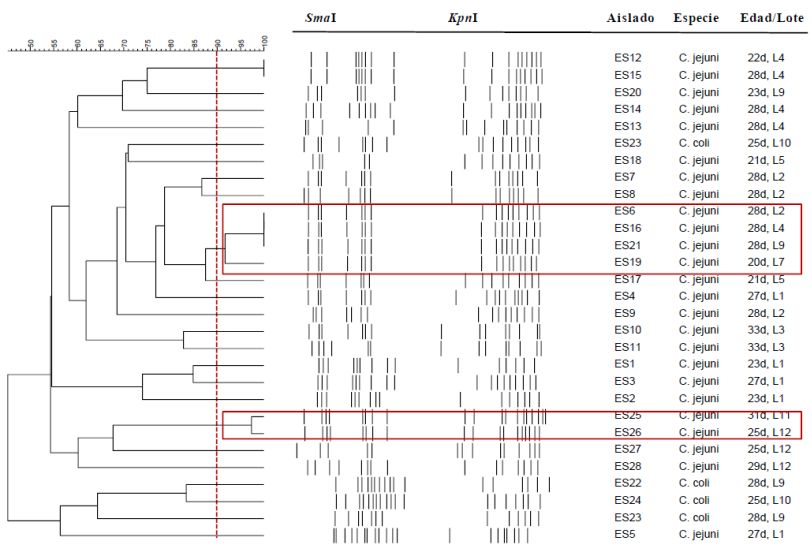 SmaI KpnI Aislado Especie Edad/Lote
50 55 60 65 70 75 80 85 90 95 100
ES12 C. jejuni 22d, L4
ES15 C. jejuni 28d, L4
ES20 C. jejuni 23d, L9
ES14 C. jejuni 28d, L4
ES13 C. jejuni 28d, L4
ES23 C. coli 25d, L10
ES18 C. jejuni 21d, L5
ES7 C. jejuni 28d, L2
ES8 C. jejuni 28d, L2
ES6 C. jejuni 28d, L2
ES16 C. jejuni 28d, L4
ES21 C. jejuni 28d, L9
ES19 C. jejuni 20d, L7
ES17 C. jejuni 21d, L5
ES4 C. jejuni 27d, L1
ES9 C. jejuni 28d, L2
ES10 C. jejuni 33d, L3
ES11 C. jejuni 33d, L3
ES1 C. jejuni 23d, L1
ES3 C. jejuni 27d, L1
ES2 C. jejuni 23d, L1
ES25 C. jejuni 31d, L11
ES26 C. jejuni 25d, L12
ES27 C. jejuni 25d, L12
ES28 C. jejuni 29d, L12
ES22 C. coli 28d, L9
ES24 C. coli 25d, L10
ES23 C. coli 28d, L9
ES5 C. jejuni 27d, L1